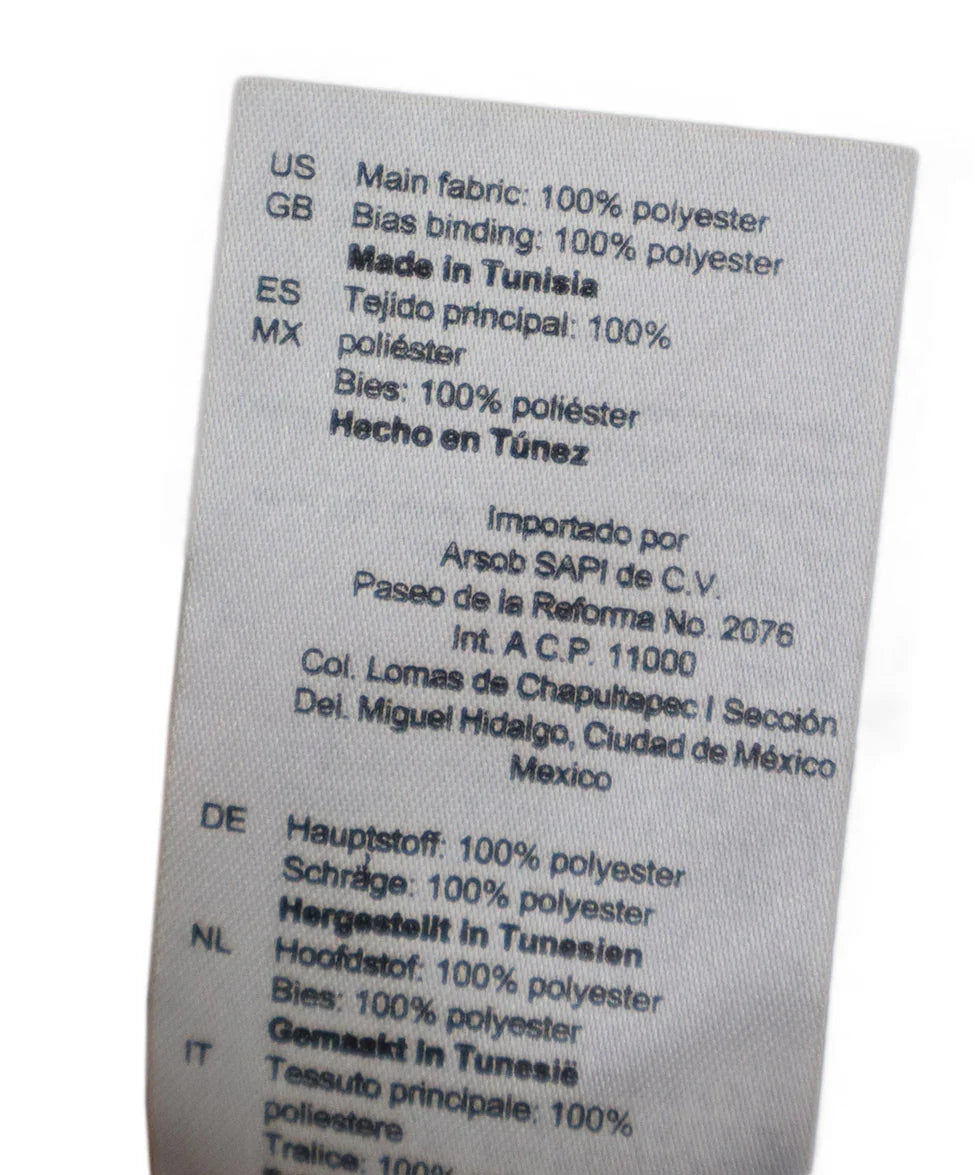 US Main fabric: 100% polyester
GB Bias binding: 100% polyester
Made in Tunisia
ES Tejido principal: 100%
MX poliéster
Bies: 100% poliéster
Hecho en Túnez
Importado por
Arsob SAPI de C.V.
Paseo de la Reforma No. 2076
Int. A C.P. 11000
Col. Lomas de Chapultepec I Sección
Del. Miguel Hidalgo, Ciudad de México
Mexico
DE Hauptstoff: 100% polyester
Schräge: 100% polyester
Hergestellt in Tunesien
NL Hoofdstof: 100% polyester
Bies: 100% polyester
Gemaakt in Tunesië
IT Tessuto principale: 100%
poliestere
Tralice: 100%